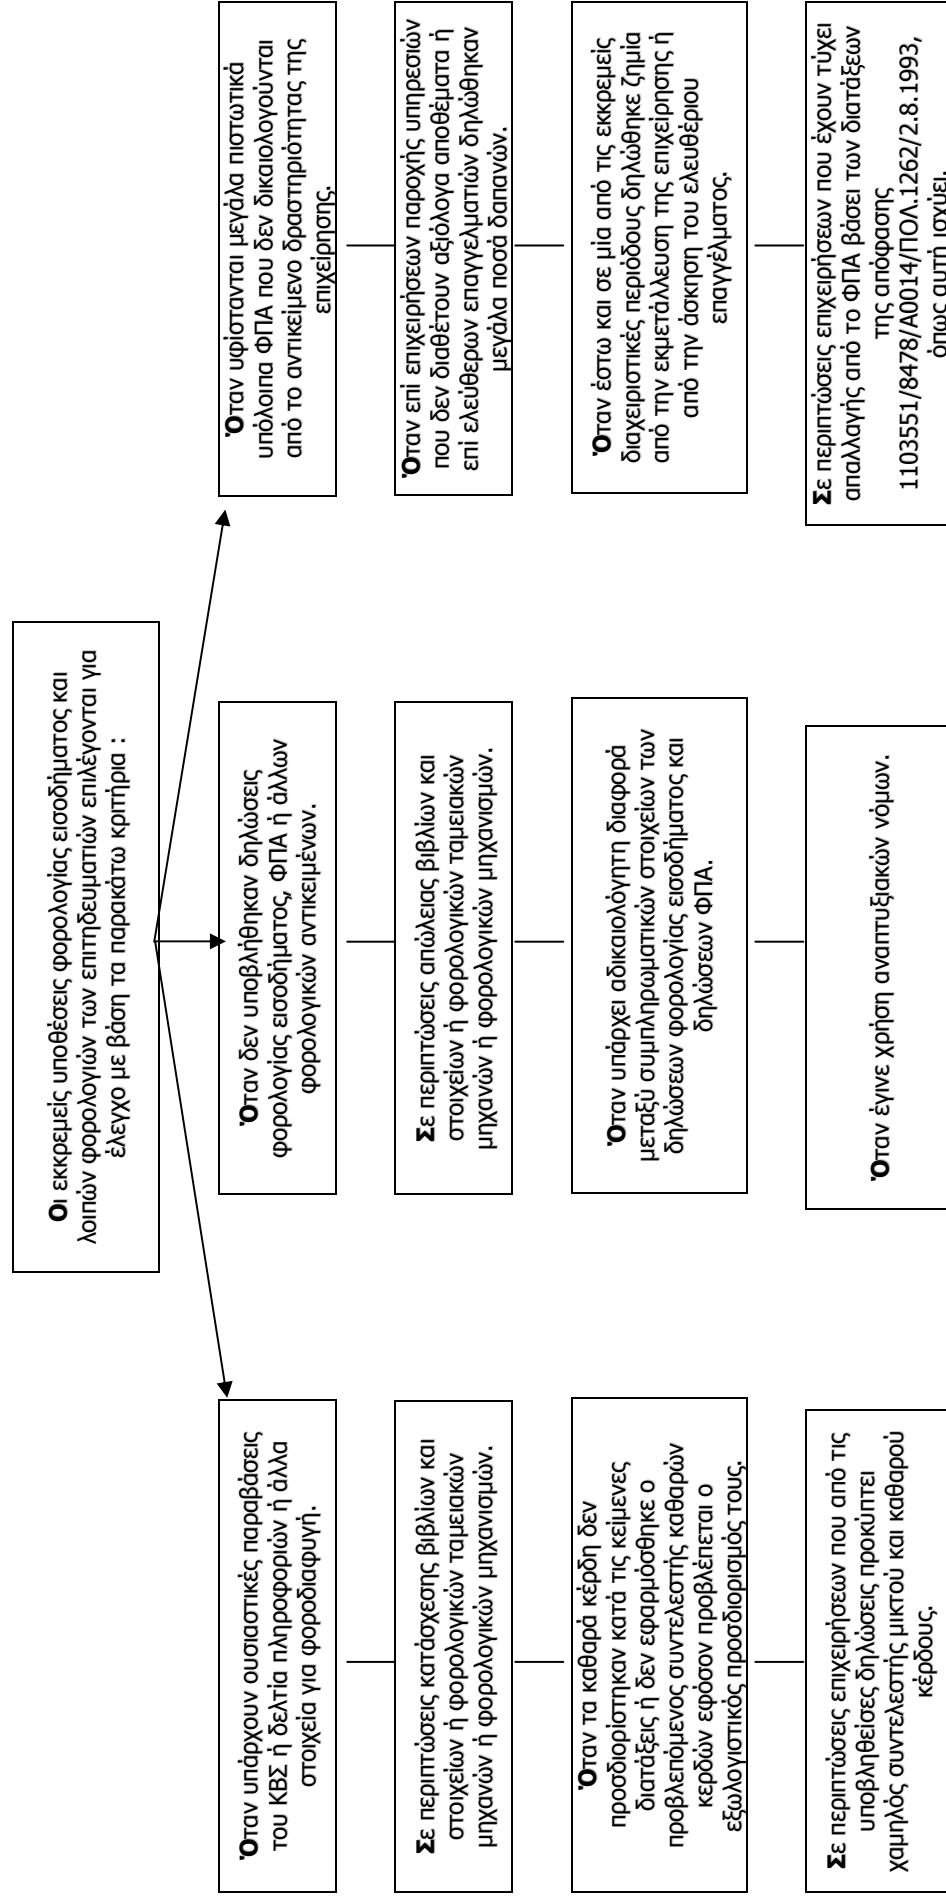 Οι εκκρεμείς υποθέσεις φορολογίας εισοδήματος και
λοιπών φορολογιών των επιτηδευματιών επιλέγονται για
έλεγχο με βάση τα παρακάτω κριτήρια :
Όταν υπάρχουν ουσιαστικές παραβάσεις
του ΚΒΣ ή δελτία πληροφοριών ή άλλα
στοιχεία για φοροδιαφυγή.
Σε περιπτώσεις κατάσχεσης βιβλίων και
στοιχείων ή φορολογικών ταμειακών
μηχανών ή φορολογικών μηχανισμών.
Όταν τα καθαρά κέρδη δεν
προσδιορίστηκαν κατά τις κείμενες
διατάξεις ή δεν εφαρμόσθηκε ο
προβλεπόμενος συντελεστής καθαρών
κερδών εφόσον προβλέπεται ο
εξωλογιστικός προσδιορισμός τους.
Σε περιπτώσεις επιχειρήσεων που από τις
υποβληθείσες δηλώσεις προκύπτει
χαμηλός συντελεστής μικτού και καθαρού
κέρδους.
Όταν δεν υποβλήθηκαν δηλώσεις
φορολογίας εισοδήματος, ΦΠΑ ή άλλων
φορολογικών αντικειμένων.
Σε περιπτώσεις απώλειας βιβλίων και
στοιχείων ή φορολογικών ταμειακών
μηχανών ή φορολογικών μηχανισμών.
Όταν υπάρχει αδικαιολόγητη διαφορά
μεταξύ συμπληρωματικών στοιχείων των
δηλώσεων φορολογίας εισοδήματος και
δηλώσεων ΦΠΑ.
Όταν έγινε χρήση αναπτυξιακών νόμων.
Όταν υφίστανται μεγάλα πιστωτικά
υπόλοιπα ΦΠΑ που δεν δικαιολογούνται
από το αντικείμενο δραστηριότητας της
επιχείρησης.
Όταν επί επιχειρήσεων παροχής υπηρεσιών
που δεν διαθέτουν αξιόλογα αποθέματα ή
επί ελεύθερων επαγγελματιών δηλώθηκαν
μεγάλα ποσά δαπανών.
Όταν έστω και σε μία από τις εκκρεμείς
διαχειριστικές περιόδους δηλώθηκε ζημία
από την εκμετάλλευση της επιχείρησης ή
από την άσκηση του ελευθέριου
επαγγέλματος.
Σε περιπτώσεις επιχειρήσεων που έχουν τύχει
απαλλαγής από το ΦΠΑ βάσει των διατάξεων
της απόφασης
1103551/8478/Α0014/ΠΟΛ.1262/2.8.1993,
όπως αυτή ισχύει.